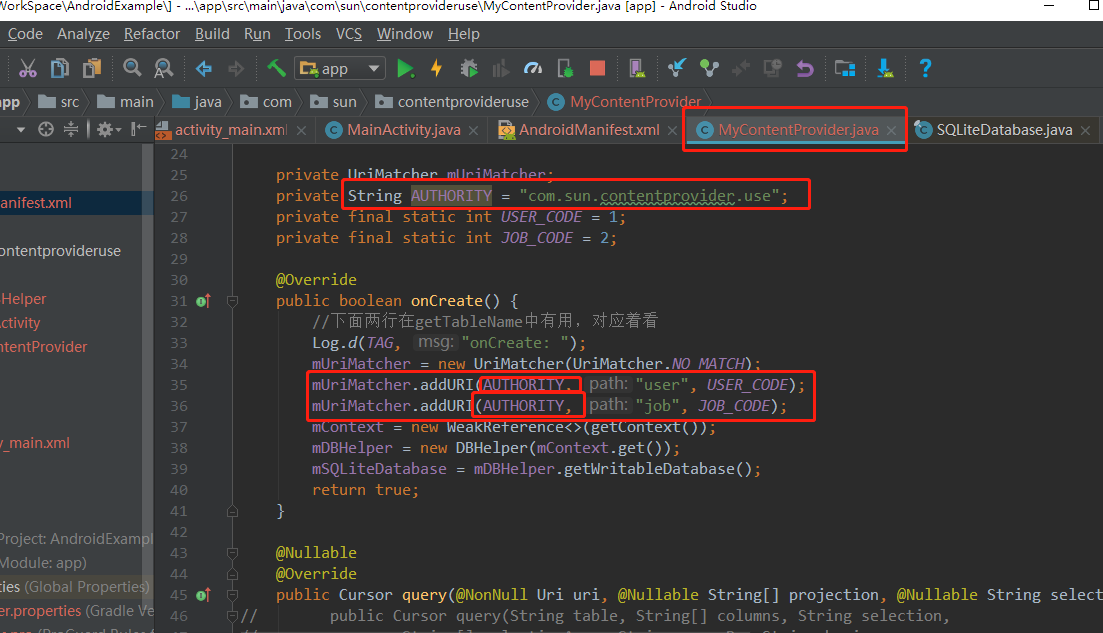 WorkSpace\AndroidExample\] - ...\app\src\main\java\com\sun\contentprovideruse\MyContentProvider.java [app] - Android Studio
Code Analyze Refactor Build Run Tools VCS Window Help
app
app src main java com sun contentprovideruse MyContentProvider
activity_main.xml MainActivity.java AndroidManifest.xml MyContentProvider.java SQLiteDatabase.java
24
25 private UriMatcher mUriMatcher;
26 private String AUTHORITY = "com.sun.contentprovider.use";
27 private final static int USER_CODE = 1;
28 private final static int JOB_CODE = 2;
29
30 @Override
31 public boolean onCreate() {
32 //下面两行在getTableName中有用，对应着看
33 Log.d(TAG, msg: "onCreate: ");
34 mUriMatcher = new UriMatcher(UriMatcher.NO_MATCH);
35 mUriMatcher.addURI(AUTHORITY, path: "user", USER_CODE);
36 mUriMatcher.addURI(AUTHORITY, path: "job", JOB_CODE);
37 mContext = new WeakReference<>(getContext());
38 mDBHelper = new DBHelper(mContext.get());
39 mSQLiteDatabase = mDBHelper.getWritableDatabase();
40 return true;
41 }
42
43 @Nullable
44 @Override
45 public Cursor query(@NonNull Uri uri, @Nullable String[] projection, @Nullable String select
46 // public Cursor query(String table, String[] columns, String selection,
anifest.xml
ontentprovideruse
Helper
ctivity
ntentProvider
y_main.xml
Project: AndroidExampl
Module: app)
ties (Global Properties)
er.properties (Gradle Ve